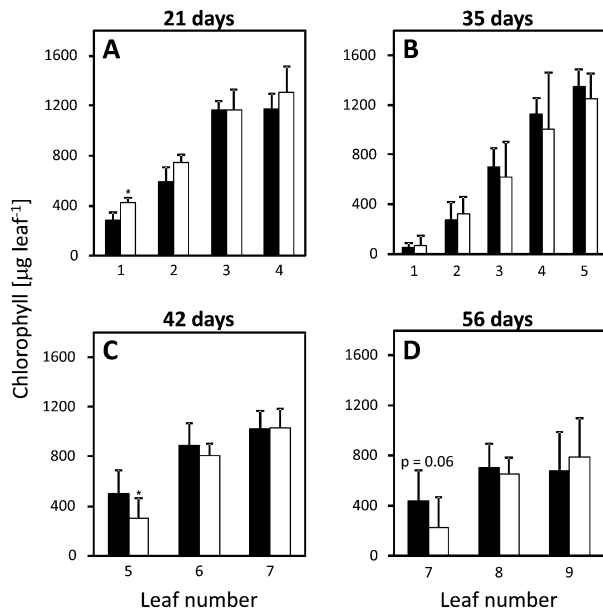 21 days
35 days
A
B
1600
1200
800
400
0
*
1 2 3 4
1600
1200
800
400
0
1 2 3 4 5
Chlorophyll [µg leaf-1]
42 days
56 days
C
D
1600
1200
800
400
0
*
5 6 7
Leaf number
1600
1200
800
400
0
p = 0.06
7 8 9
Leaf number